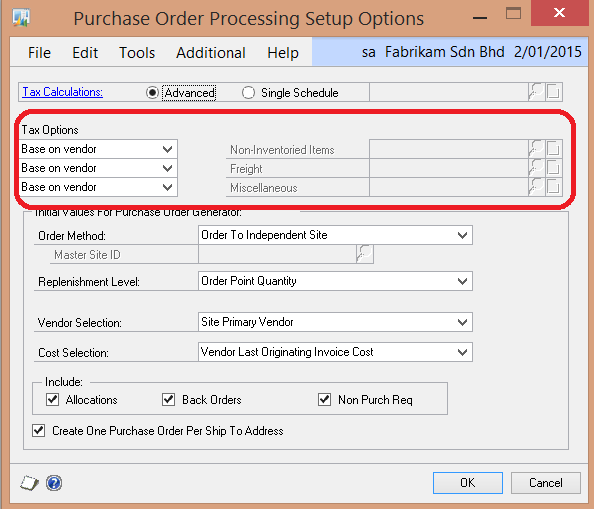 Purchase Order Processing Setup Options
File Edit Tools Additional Help sa Fabrikam Sdn Bhd 2/01/2015
Tax Calculations: Advanced Single Schedule
Tax Options
Base on vendor Non-Inventoried Items
Base on vendor Freight
Base on vendor Miscellaneous
Initial Values For Purchase Order Generator:
Order Method: Order To Independent Site
Master Site ID
Replenishment Level: Order Point Quantity
Vendor Selection: Site Primary Vendor
Cost Selection: Vendor Last Originating Invoice Cost
Include:
Allocations Back Orders Non Purch Req
Create One Purchase Order Per Ship To Address
OK Cancel